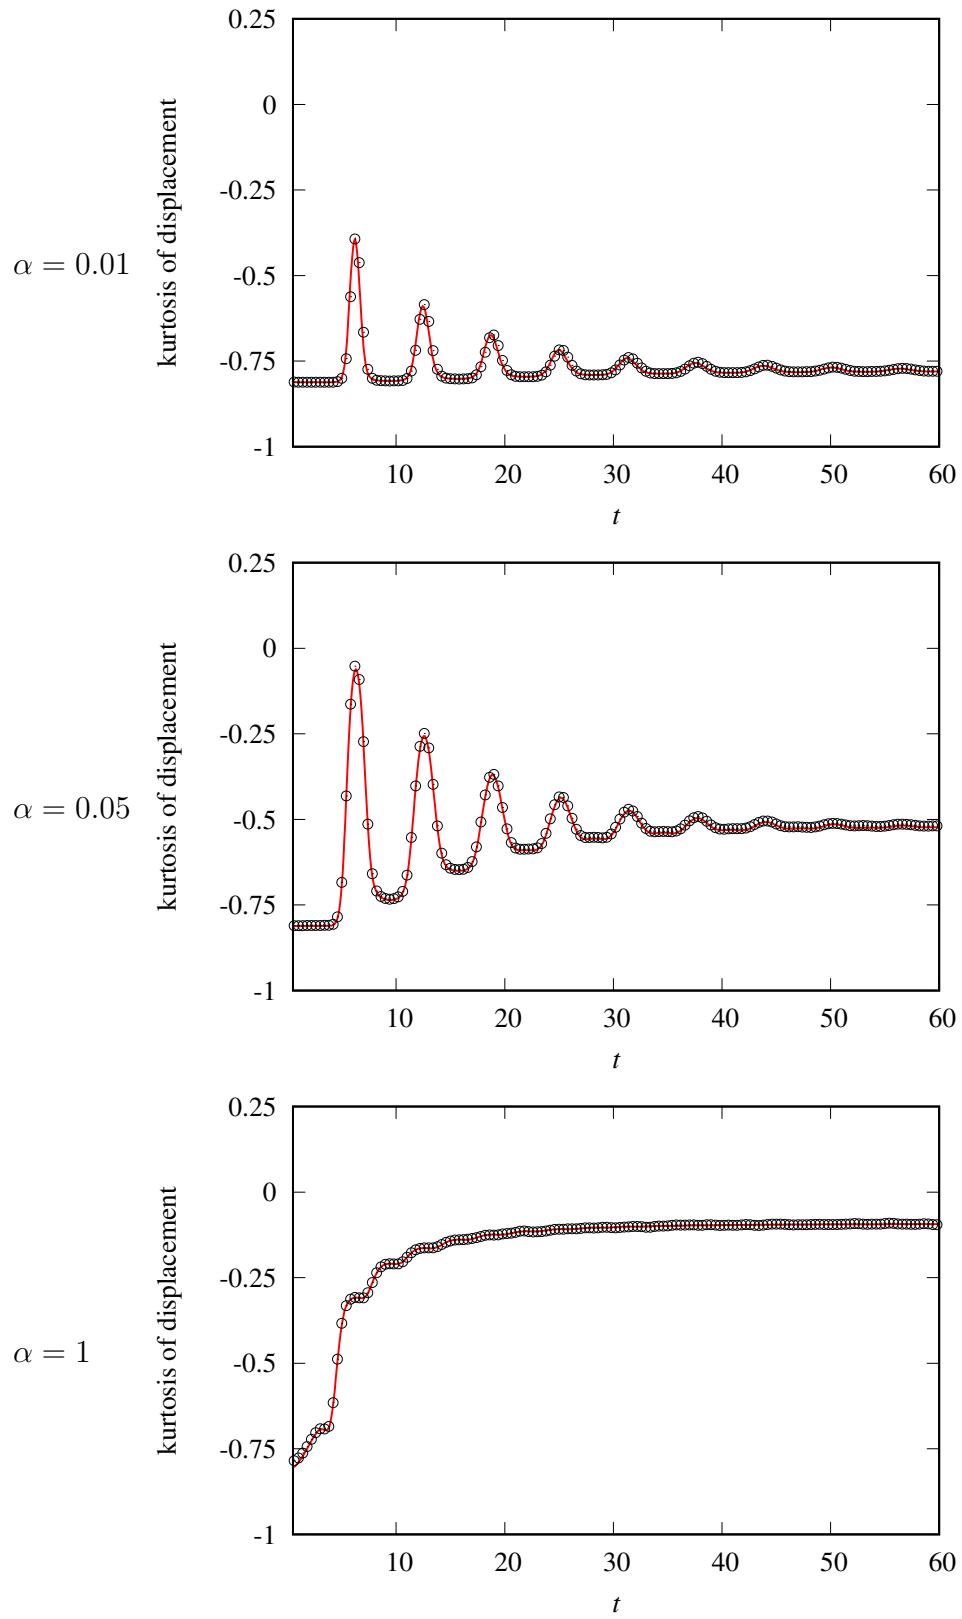 α = 0.01
kurtosis of displacement
0.25
0
-0.25
-0.5
-0.75
-1
10 20 30 40 50 60
t
α = 0.05
kurtosis of displacement
0.25
0
-0.25
-0.5
-0.75
-1
10 20 30 40 50 60
t
α = 1
kurtosis of displacement
0.25
0
-0.25
-0.5
-0.75
-1
10 20 30 40 50 60
t